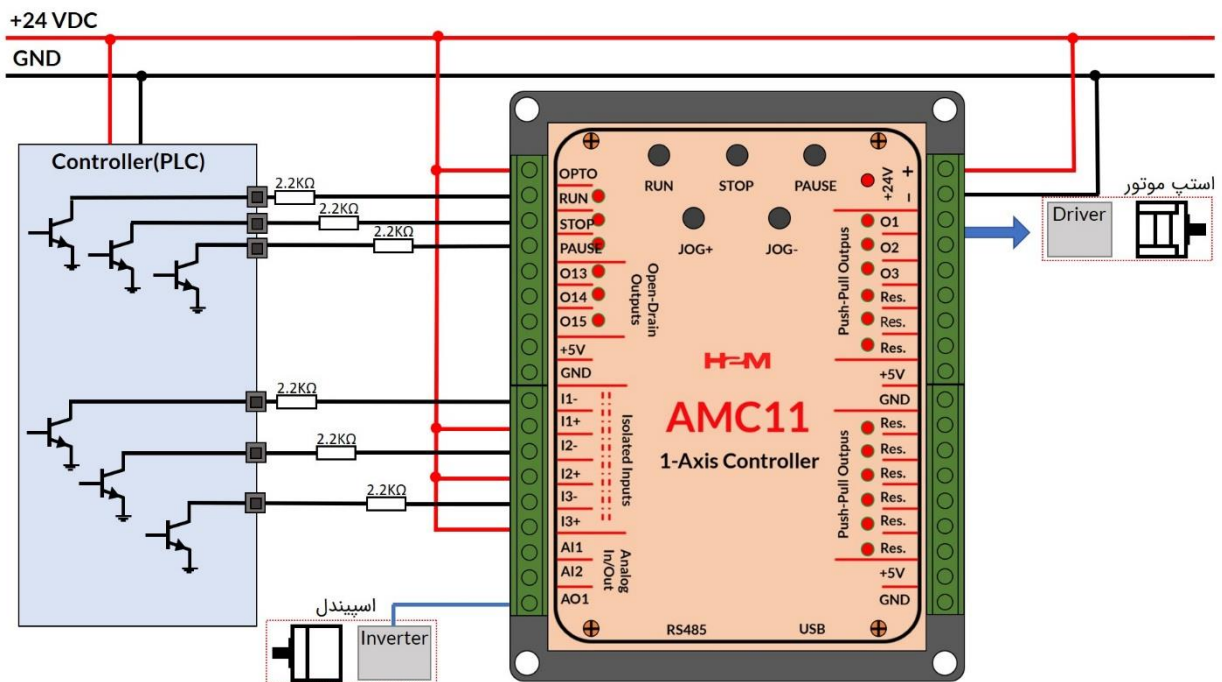 +24 VDC
GND
Controller(PLC)
2.2KΩ
2.2KΩ
2.2KΩ
2.2KΩ
2.2KΩ
2.2KΩ
OPTO
RUN
STOP
PAUSE
O13
O14
O15
+5V
GND
I1-
I1+
I2-
I2+
I3-
I3+
AI1
AI2
AO1
Open-Drain
Outputs
Isolated Inputs
Analog
In/Out
RUN
STOP
PAUSE
JOG+
JOG-
H2M
AMC11
1-Axis Controller
RS485
USB
+24V
+
-
O1
O2
O3
Res.
Res.
Res.
+5V
GND
Res.
Res.
Res.
Res.
Res.
Res.
+5V
GND
Push-Pull Outpus
Push-Pull Outpus
استپ موتور
Driver
اسپیندل
Inverter